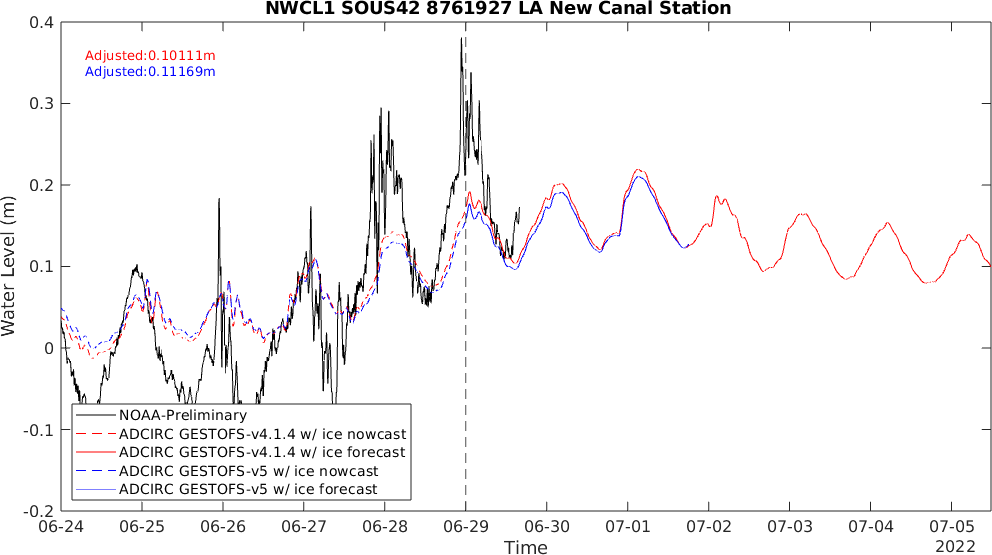 NWCL1 SOUS42 8761927 LA New Canal Station
Adjusted:0.10111m
Adjusted:0.11169m
Water Level (m)
0.4
0.3
0.2
0.1
0
-0.1
-0.2
NOAA-Preliminary
ADCIRC GESTOFS-v4.1.4 w/ ice nowcast
ADCIRC GESTOFS-v4.1.4 w/ ice forecast
ADCIRC GESTOFS-v5 w/ ice nowcast
ADCIRC GESTOFS-v5 w/ ice forecast
06-24 06-25 06-26 06-27 06-28 06-29 06-30 07-01 07-02 07-03 07-04 07-05
Time
2022